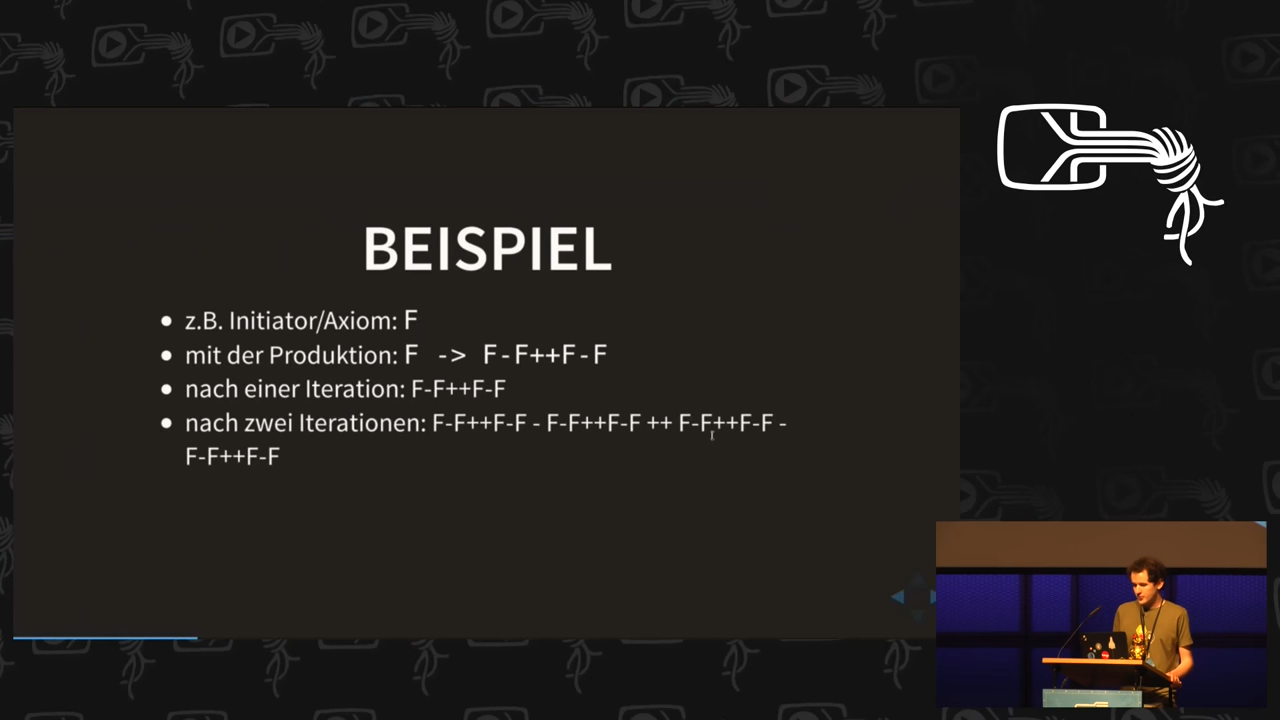 BEISPIEL
z.B. Initiator/Axiom: F
mit der Produktion: F -> F-F++F-F
nach einer Iteration: F-F++F-F
nach zwei Iterationen: F-F++F-F - F-F++F-F ++ F-F++F-F -
F-F++F-F